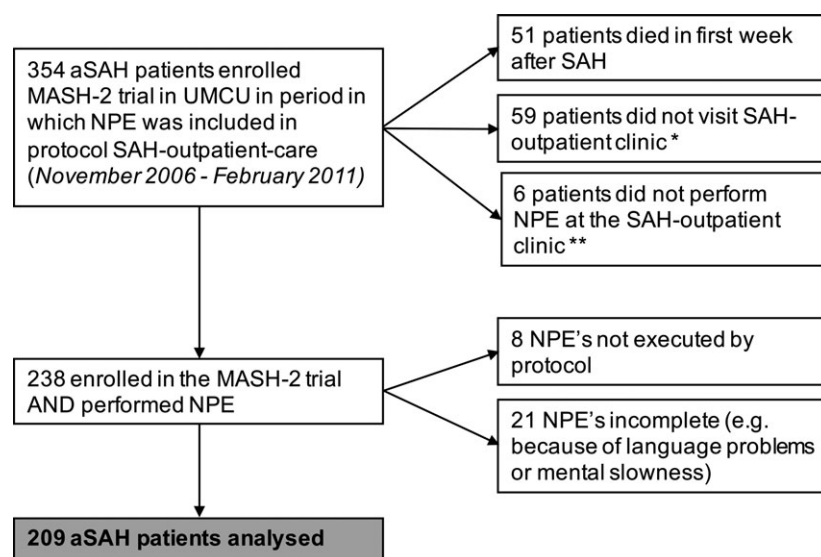 354 aSAH patients enrolled
MASH-2 trial in UMCU in period in
which NPE was included in
protocol SAH-outpatient-care
(November 2006 - February 2011)
51 patients died in first week
after SAH
59 patients did not visit SAH-
outpatient clinic *
6 patients did not perform
NPE at the SAH-outpatient
clinic **
238 enrolled in the MASH-2 trial
AND performed NPE
8 NPE's not executed by
protocol
21 NPE's incomplete (e.g.
because of language problems
or mental slowness)
209 aSAH patients analysed